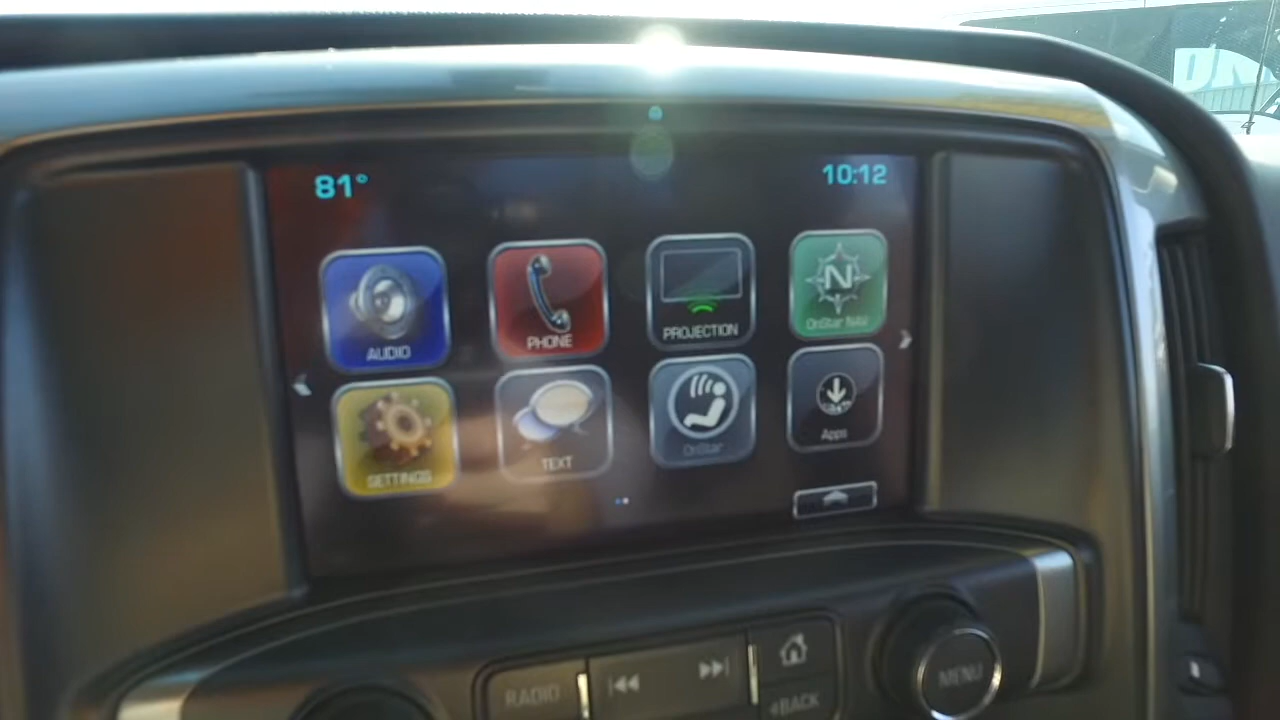 81°
10:12
AUDIO
PHONE
PROJECTION
N
OnStar NAV
SETTINGS
TEXT
OnStar
Apps
RADIO
MENU
BACK